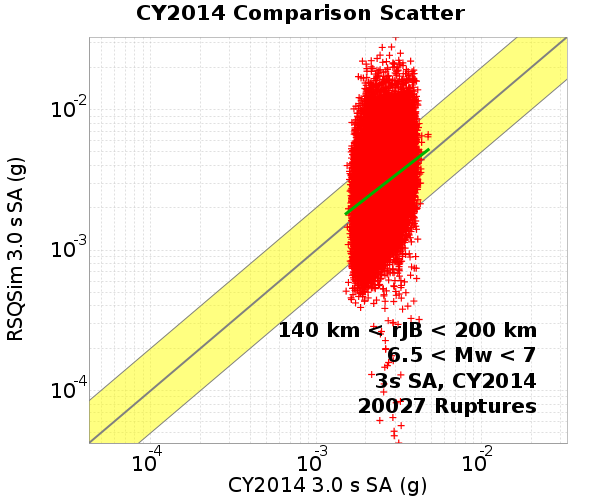 CY2014 Comparison Scatter
RSQSim 3.0 s SA (g)
10-2
10-3
10-4
140 km < rJB < 200 km
6.5 < Mw < 7
3s SA, CY2014
20027 Ruptures
10-4 10-3 10-2
CY2014 3.0 s SA (g)